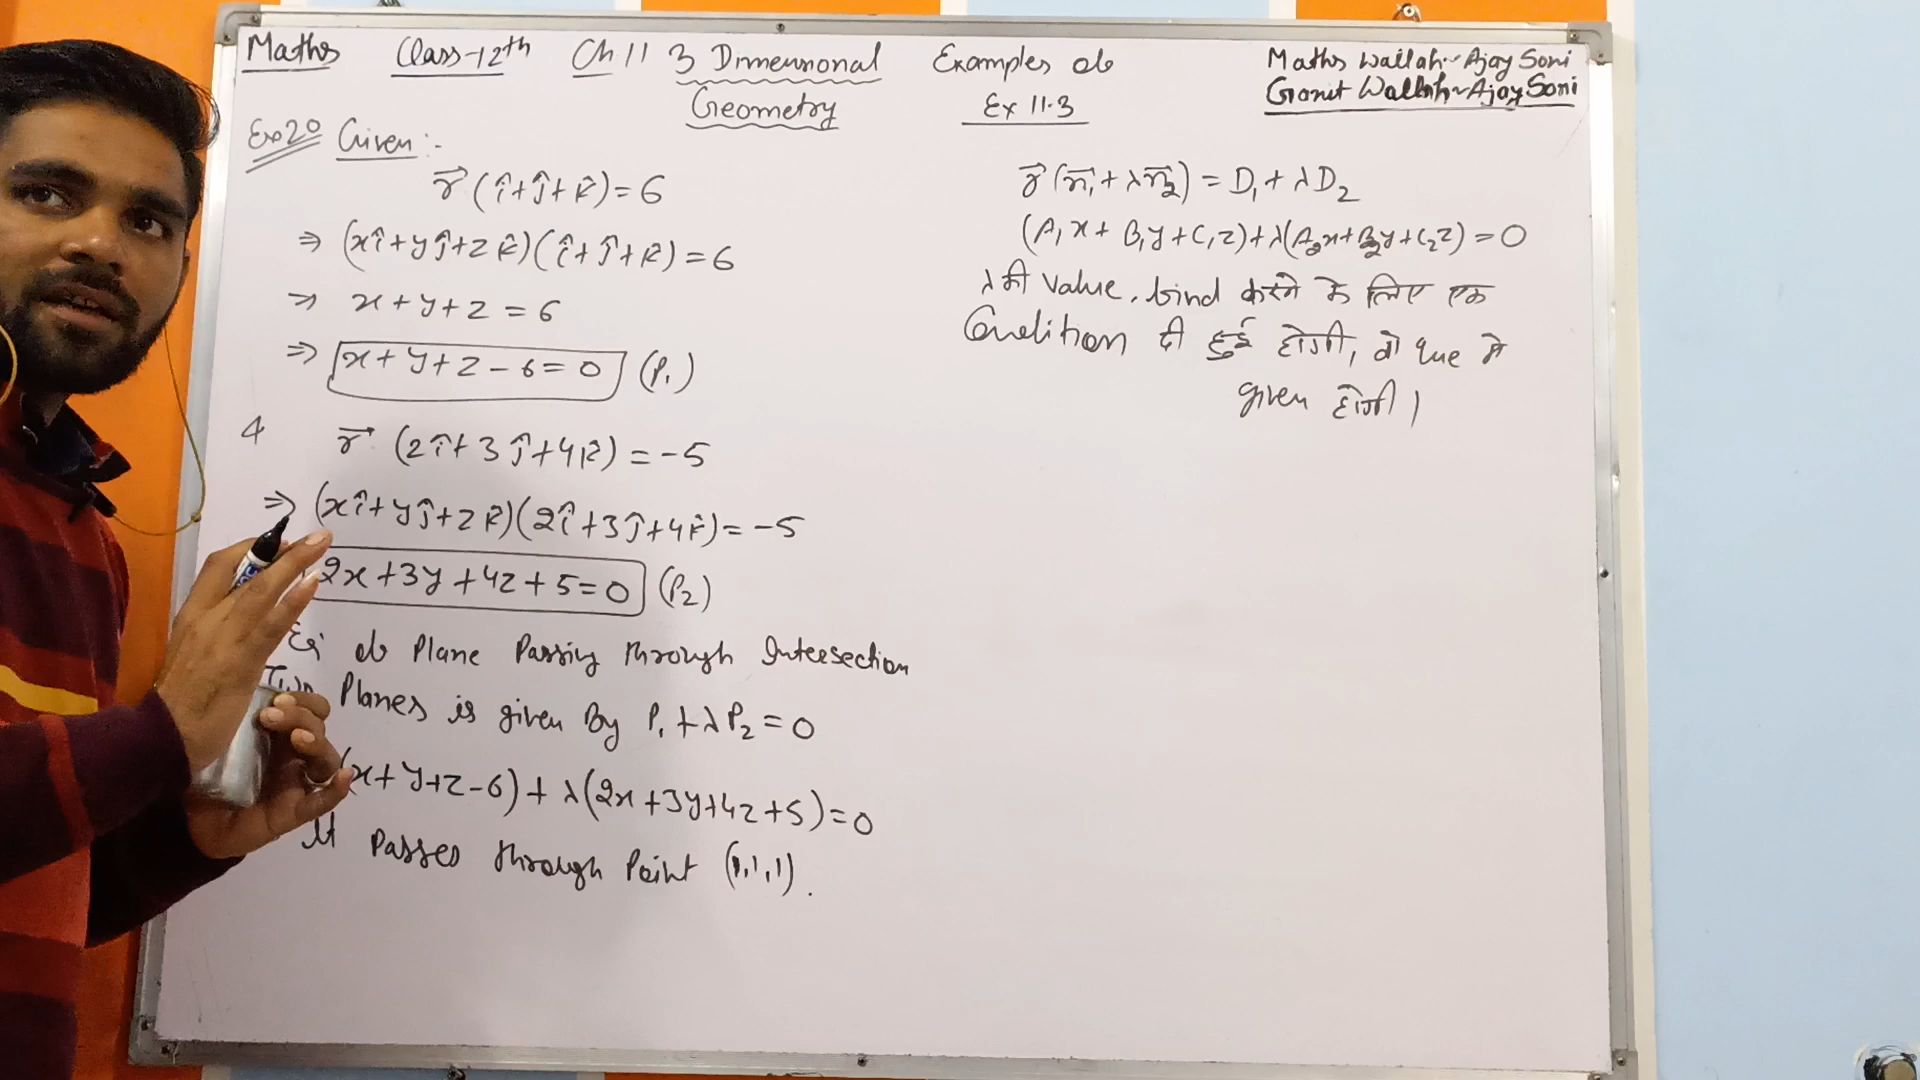 Maths Class-12th Ch 11 3 Dimensional Geometry Examples of Ex 11.3
Maths Wallah - Ajay Soni
Ganit Wallah - Ajay Soni
Ex 20 Given :-
r⃗ (î+ĵ+k̂) = 6
⇒ (xî+yĵ+zk̂)(î+ĵ+k̂) = 6
⇒ x+y+z = 6
⇒ x+y+z-6=0 (P₁)
& r⃗ (2î+3ĵ+4k̂) = -5
⇒ (xî+yĵ+zk̂)(2î+3ĵ+4k̂) = -5
2x+3y+4z+5=0 (P₂)
Eq of Plane Passing through Intersection
Two Planes is given By P₁+λP₂=0
(x+y+z-6)+λ(2x+3y+4z+5)=0
It Passes through Point (1,1,1).
r⃗ (n⃗₁+λn⃗₂) = D₁+λD₂
(A₁x+B₁y+C₁z)+λ(A₂x+B₂y+C₂z)=0
λ की value find करने के लिए एक
Condition दी हुई होगी, वो que में
given होगी।